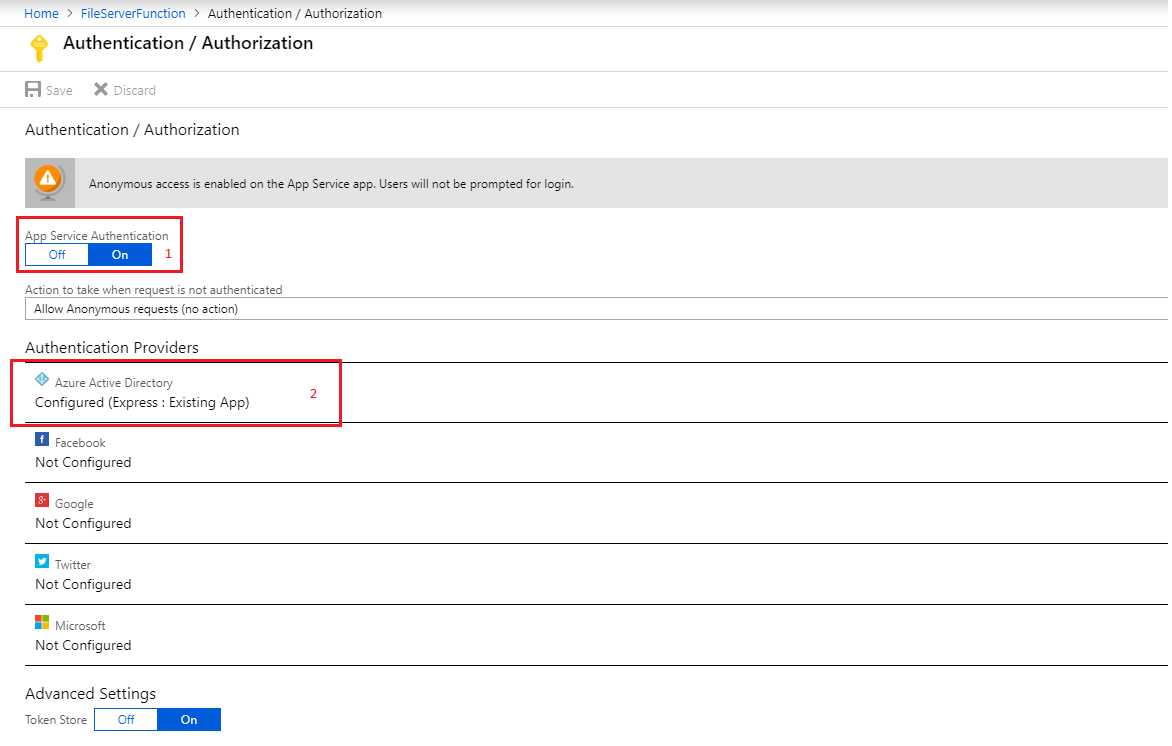 Home > FileServerFunction > Authentication / Authorization
Authentication / Authorization
Save Discard
Authentication / Authorization
Anonymous access is enabled on the App Service app. Users will not be prompted for login.
App Service Authentication
Off On 1
Action to take when request is not authenticated
Allow Anonymous requests (no action)
Authentication Providers
Azure Active Directory
Configured (Express : Existing App) 2
Facebook
Not Configured
Google
Not Configured
Twitter
Not Configured
Microsoft
Not Configured
Advanced Settings
Token Store Off On